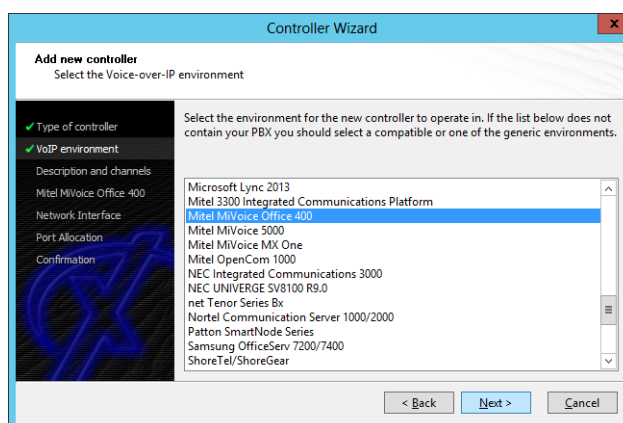 Controller Wizard
x
Add new controller
Select the Voice-over-IP environment
Type of controller
VoIP environment
Description and channels
Mitel MiVoice Office 400
Network Interface
Port Allocation
Confirmation
Select the environment for the new controller to operate in. If the list below does not
contain your PBX you should select a compatible or one of the generic environments.
Microsoft Lync 2013
Mitel 3300 Integrated Communications Platform
Mitel MiVoice Office 400
Mitel MiVoice 5000
Mitel MiVoice MX One
Mitel OpenCom 1000
NEC Integrated Communications 3000
NEC UNIVERGE SV8100 R9.0
net Tenor Series Bx
Nortel Communication Server 1000/2000
Patton SmartNode Series
Samsung OfficeServ 7200/7400
ShoreTel/ShoreGear
< Back
Next >
Cancel